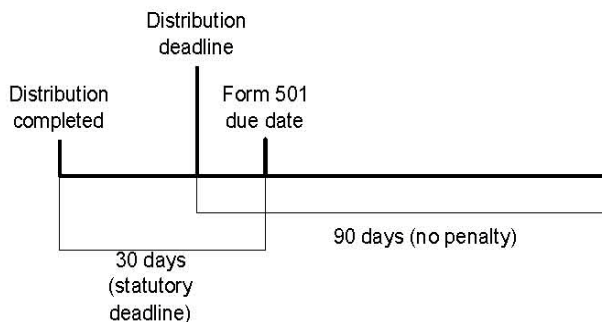 Distribution
deadline
Distribution
completed
Form 501
due date
90 days (no penalty)
30 days
(statutory
deadline)